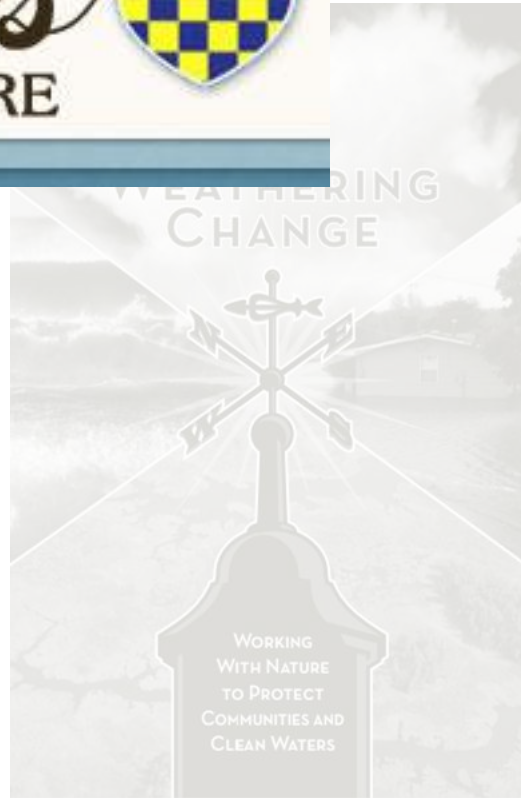 RE
WEATHERING
CHANGE
N
E
W
S
WORKING
WITH NATURE
TO PROTECT
COMMUNITIES AND
CLEAN WATERS